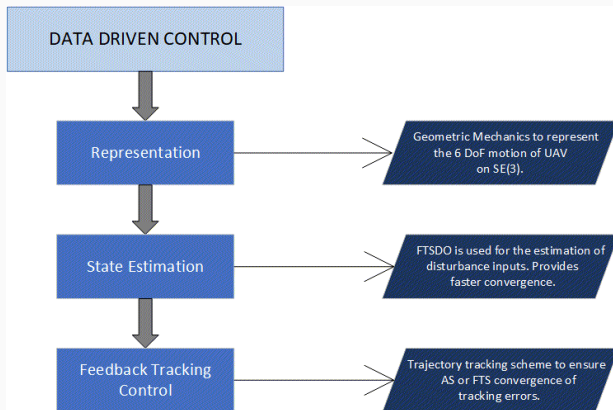 DATA DRIVEN CONTROL
Representation
Geometric Mechanics to represent
the 6 DoF motion of UAV
on SE(3).
State Estimation
FTSDO is used for the estimation of
disturbance inputs. Provides
faster convergence.
Feedback Tracking
Control
Trajectory tracking scheme to ensure
AS or FTS convergence of
tracking errors.